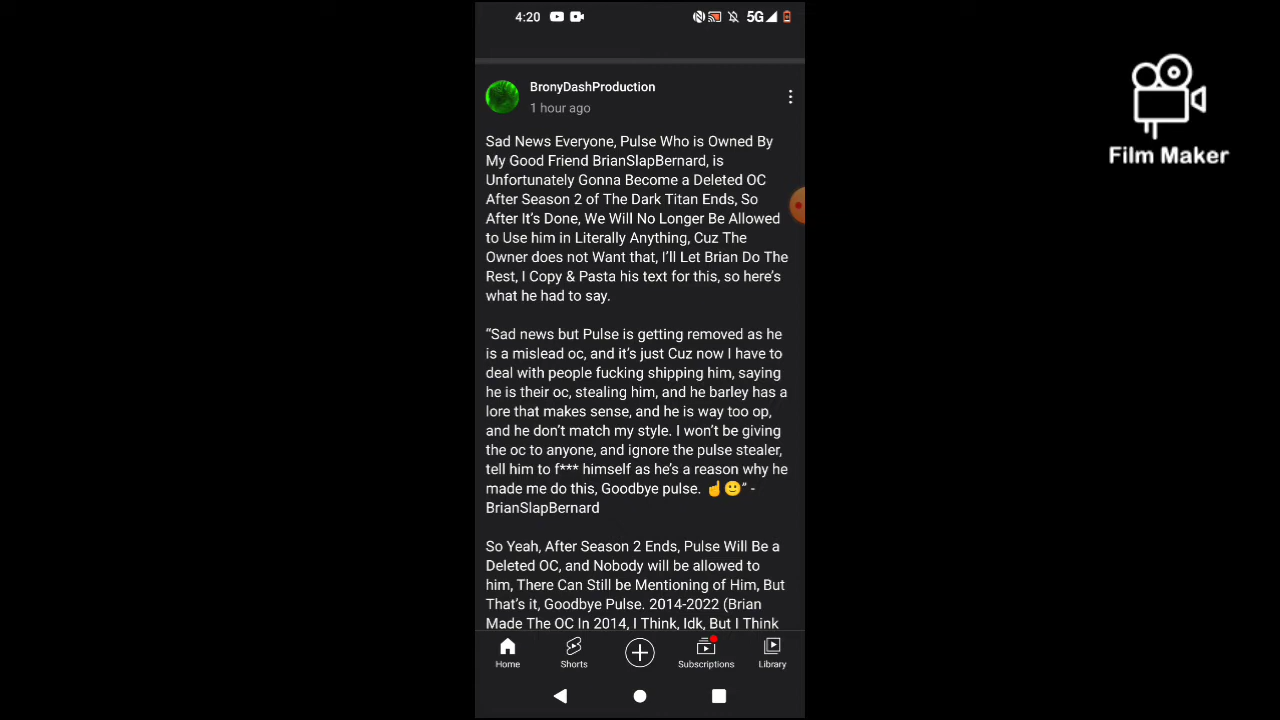 4:20
5G
BronyDashProduction
1 hour ago
Sad News Everyone, Pulse Who is Owned By
My Good Friend BrianSlapBernard, is
Unfortunately Gonna Become a Deleted OC
After Season 2 of The Dark Titan Ends, So
After It's Done, We Will No Longer Be Allowed
to Use him in Literally Anything, Cuz The
Owner does not Want that, I'll Let Brian Do The
Rest, I Copy & Pasta his text for this, so here's
what he had to say.
“Sad news but Pulse is getting removed as he
is a mislead oc, and it's just Cuz now I have to
deal with people fucking shipping him, saying
he is their oc, stealing him, and he barley has a
lore that makes sense, and he is way too op,
and he don't match my style. I won't be giving
the oc to anyone, and ignore the pulse stealer,
tell him to f*** himself as he's a reason why he
made me do this, Goodbye pulse. ☝️🙂” -
BrianSlapBernard
So Yeah, After Season 2 Ends, Pulse Will Be a
Deleted OC, and Nobody will be allowed to
him, There Can Still be Mentioning of Him, But
That's it, Goodbye Pulse. 2014-2022 (Brian
Made The OC In 2014, I Think, Idk, But I Think
Home
Shorts
Subscriptions
Library
Film Maker